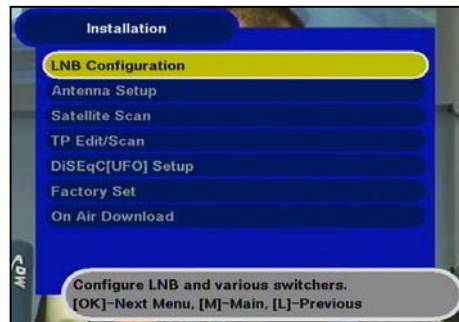 Installation
LNB Configuration
Antenna Setup
Satellite Scan
TP Edit/Scan
DiSEqC[UFO] Setup
Factory Set
On Air Download
Configure LNB and various switchers.
[OK]-Next Menu, [M]-Main, [L]-Previous